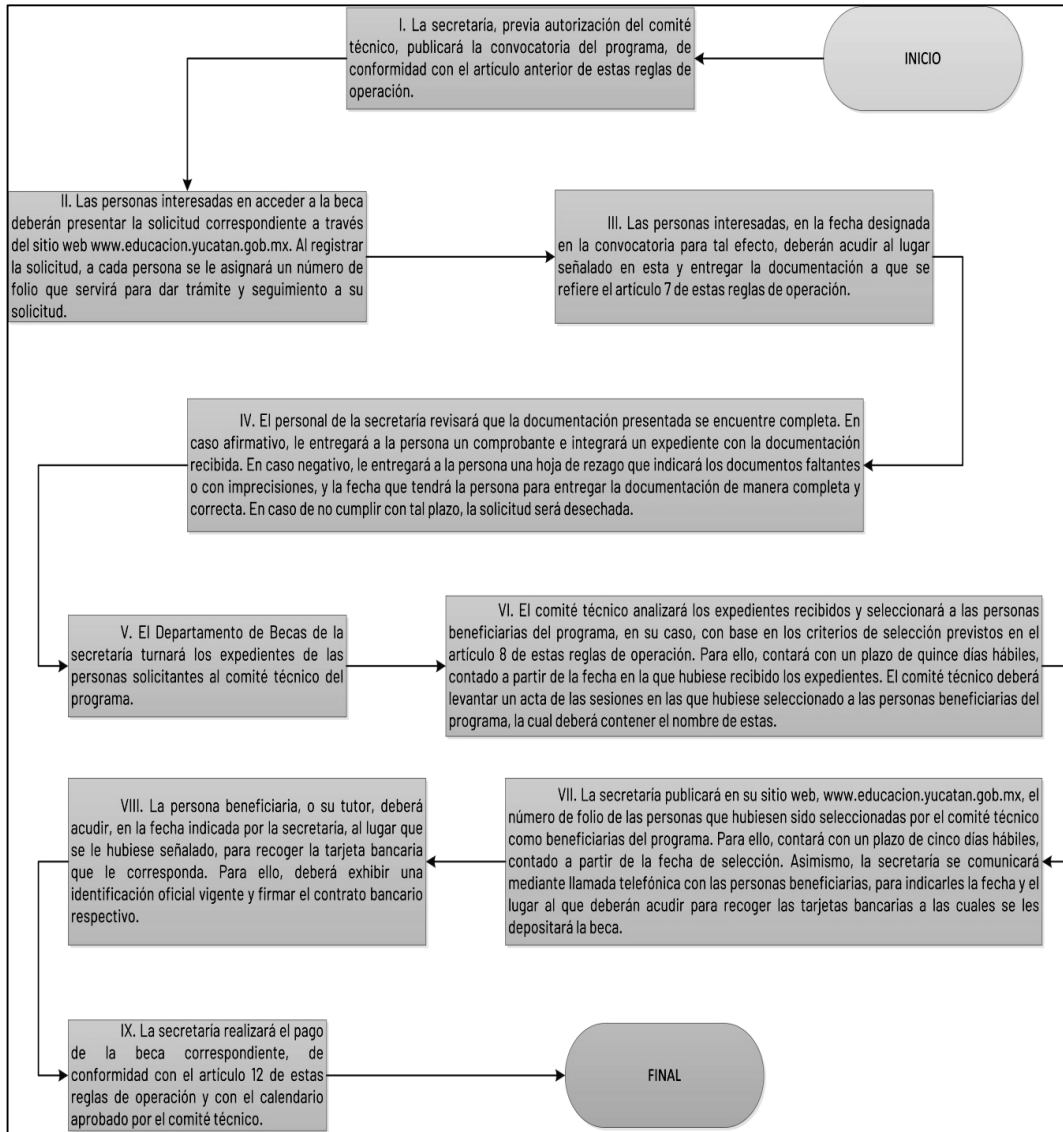 I. La secretaría, previa autorización del comité
técnico, publicará la convocatoria del programa, de
conformidad con el artículo anterior de estas reglas de
operación.
INICIO
II. Las personas interesadas en acceder a la beca
deberán presentar la solicitud correspondiente a través
del sitio web www.educacion.yucatan.gob.mx. Al registrar
la solicitud, a cada persona se le asignará un número de
folio que servirá para dar trámite y seguimiento a su
solicitud.
III. Las personas interesadas, en la fecha designada
en la convocatoria para tal efecto, deberán acudir al lugar
señalado en esta y entregar la documentación a que se
refiere el artículo 7 de estas reglas de operación.
IV. El personal de la secretaría revisará que la documentación presentada se encuentre completa. En
caso afirmativo, le entregará a la persona un comprobante e integrará un expediente con la documentación
recibida. En caso negativo, le entregará a la persona una hoja de rezago que indicará los documentos faltantes
o con imprecisiones, y la fecha que tendrá la persona para entregar la documentación de manera completa y
correcta. En caso de no cumplir con tal plazo, la solicitud será desechada.
V. El Departamento de Becas de la
secretaría turnará los expedientes de las
personas solicitantes al comité técnico del
programa.
VI. El comité técnico analizará los expedientes recibidos y seleccionará a las personas
beneficiarias del programa, en su caso, con base en los criterios de selección previstos en el
artículo 8 de estas reglas de operación. Para ello, contará con un plazo de quince días hábiles,
contado a partir de la fecha en la que hubiese recibido los expedientes. El comité técnico deberá
levantar un acta de las sesiones en las que hubiese seleccionado a las personas beneficiarias del
programa, la cual deberá contener el nombre de estas.
VIII. La persona beneficiaria, o su tutor, deberá
acudir, en la fecha indicada por la secretaría, al lugar que
se le hubiese señalado, para recoger la tarjeta bancaria
que le corresponda. Para ello, deberá exhibir una
identificación oficial vigente y firmar el contrato bancario
respectivo.
VII. La secretaría publicará en su sitio web, www.educacion.yucatan.gob.mx, el
número de folio de las personas que hubiesen sido seleccionadas por el comité técnico
como beneficiarias del programa. Para ello, contará con un plazo de cinco días hábiles,
contado a partir de la fecha de selección. Asimismo, la secretaría se comunicará
mediante llamada telefónica con las personas beneficiarias, para indicarles la fecha y el
lugar al que deberán acudir para recoger las tarjetas bancarias a las cuales se les
depositará la beca.
IX. La secretaría realizará el pago
de la beca correspondiente, de
conformidad con el artículo 12 de estas
reglas de operación y con el calendario
aprobado por el comité técnico.
FINAL